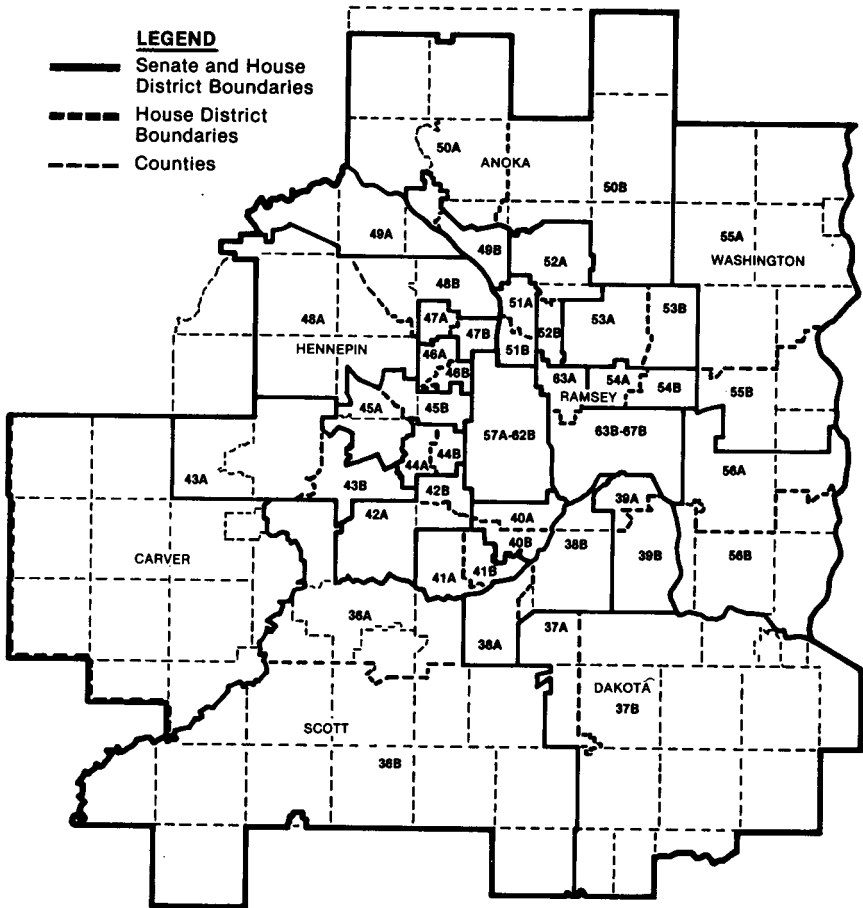 LEGEND
Senate and House
District Boundaries
House District
Boundaries
Counties
50A
ANOKA
50B
49A
49B
52A
55A
WASHINGTON
48B
48A
47A
47B
51A
51B
52B
53A
53B
HENNEPIN
46A
46B
63A
54A
54B
RAMSEY
55B
45A
45B
57A-62B
63B-67B
43A
44A
44B
56A
43B
42B
42A
39A
40A
40B
38B
39B
56B
CARVER
41A
41B
36A
38A
37A
DAKOTA
37B
SCOTT
36B